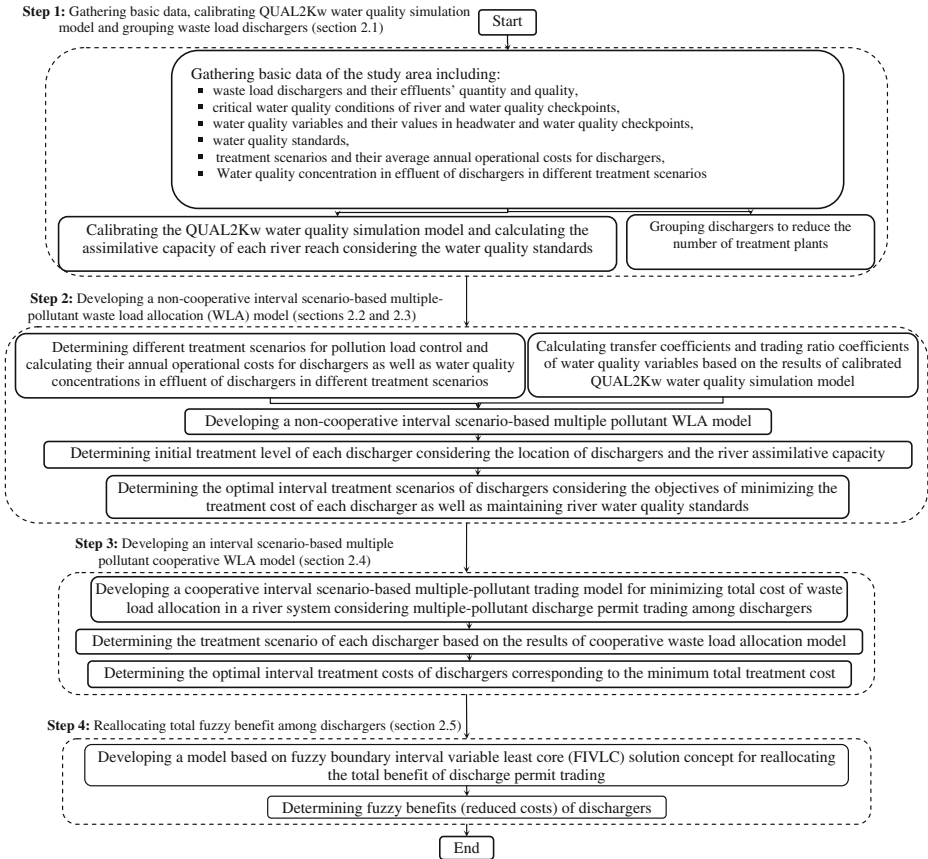 Step 1: Gathering basic data, calibrating QUAL2Kw water quality simulation
model and grouping waste load dischargers (section 2.1)
Start
Gathering basic data of the study area including:
▪ waste load dischargers and their effluents' quantity and quality,
▪ critical water quality conditions of river and water quality checkpoints,
▪ water quality variables and their values in headwater and water quality checkpoints,
▪ water quality standards,
▪ treatment scenarios and their average annual operational costs for dischargers,
▪ Water quality concentration in effluent of dischargers in different treatment scenarios
Calibrating the QUAL2Kw water quality simulation model and calculating the
assimilative capacity of each river reach considering the water quality standards
Grouping dischargers to reduce the
number of treatment plants
Step 2: Developing a non-cooperative interval scenario-based multiple-
pollutant waste load allocation (WLA) model (sections 2.2 and 2.3)
Determining different treatment scenarios for pollution load control and
calculating their annual operational costs for dischargers as well as water quality
concentrations in effluent of dischargers in different treatment scenarios
Calculating transfer coefficients and trading ratio coefficients
of water quality variables based on the results of calibrated
QUAL2Kw water quality simulation model
Developing a non-cooperative interval scenario-based multiple pollutant WLA model
Determining initial treatment level of each discharger considering the location of dischargers and the river assimilative capacity
Determining the optimal interval treatment scenarios of dischargers considering the objectives of minimizing the
treatment cost of each discharger as well as maintaining river water quality standards
Step 3: Developing an interval scenario-based multiple
pollutant cooperative WLA model (section 2.4)
Developing a cooperative interval scenario-based multiple-pollutant trading model for minimizing total cost of waste
load allocation in a river system considering multiple-pollutant discharge permit trading among dischargers
Determining the treatment scenario of each discharger based on the results of cooperative waste load allocation model
Determining the optimal interval treatment costs of dischargers corresponding to the minimum total treatment cost
Step 4: Reallocating total fuzzy benefit among dischargers (section 2.5)
Developing a model based on fuzzy boundary interval variable least core (FIVLC) solution concept for reallocating
the total benefit of discharge permit trading
Determining fuzzy benefits (reduced costs) of dischargers
End